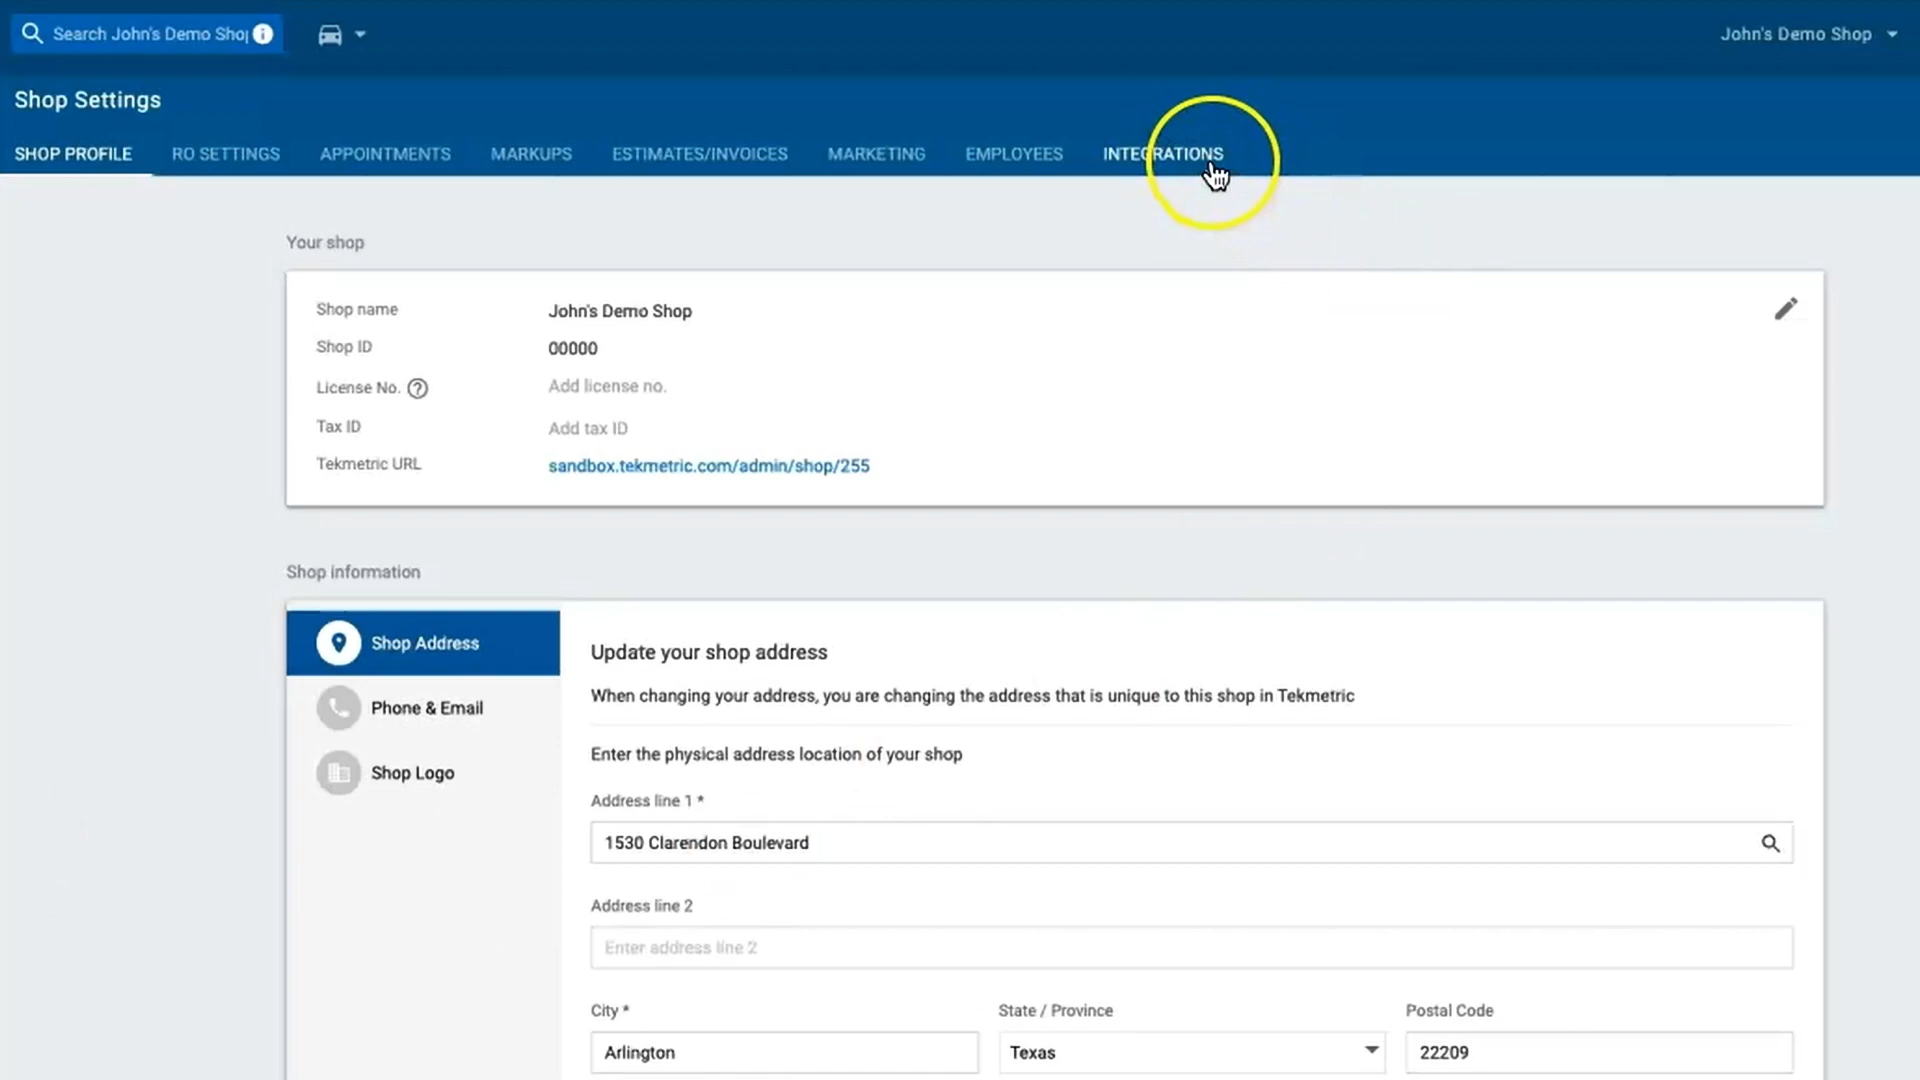 Search John's Demo Shop
John's Demo Shop
Shop Settings
SHOP PROFILE RO SETTINGS APPOINTMENTS MARKUPS ESTIMATES/INVOICES MARKETING EMPLOYEES INTEGRATIONS
Your shop
Shop name John's Demo Shop
Shop ID 00000
License No. Add license no.
Tax ID Add tax ID
Tekmetric URL sandbox.tekmetric.com/admin/shop/255
Shop information
Shop Address
Phone & Email
Shop Logo
Update your shop address
When changing your address, you are changing the address that is unique to this shop in Tekmetric
Enter the physical address location of your shop
Address line 1 *
1530 Clarendon Boulevard
Address line 2
Enter address line 2
City * State / Province Postal Code
Arlington Texas 22209